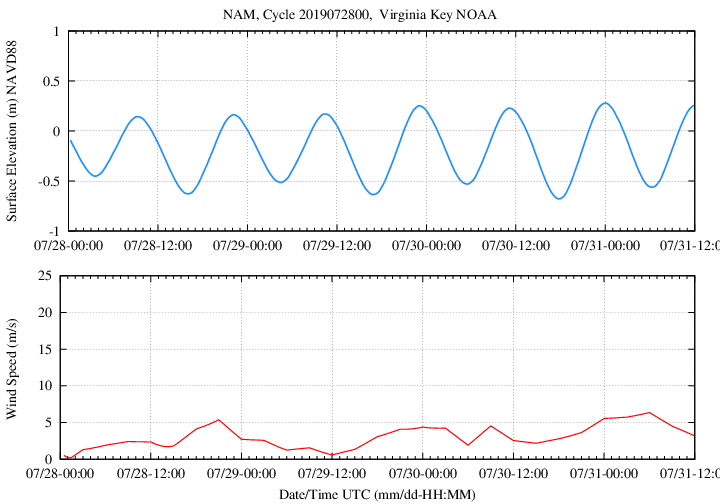 NAM, Cycle 2019072800,  Virginia Key NOAA
Surface Elevation (m) NAVD88
1
0.5
0
-0.5
-1
07/28-00:00 07/28-12:00 07/29-00:00 07/29-12:00 07/30-00:00 07/30-12:00 07/31-00:00 07/31-12
Wind Speed (m/s)
25
20
15
10
5
0
07/28-00:00 07/28-12:00 07/29-00:00 07/29-12:00 07/30-00:00 07/30-12:00 07/31-00:00 07/31-12:0
Date/Time UTC (mm/dd-HH:MM)